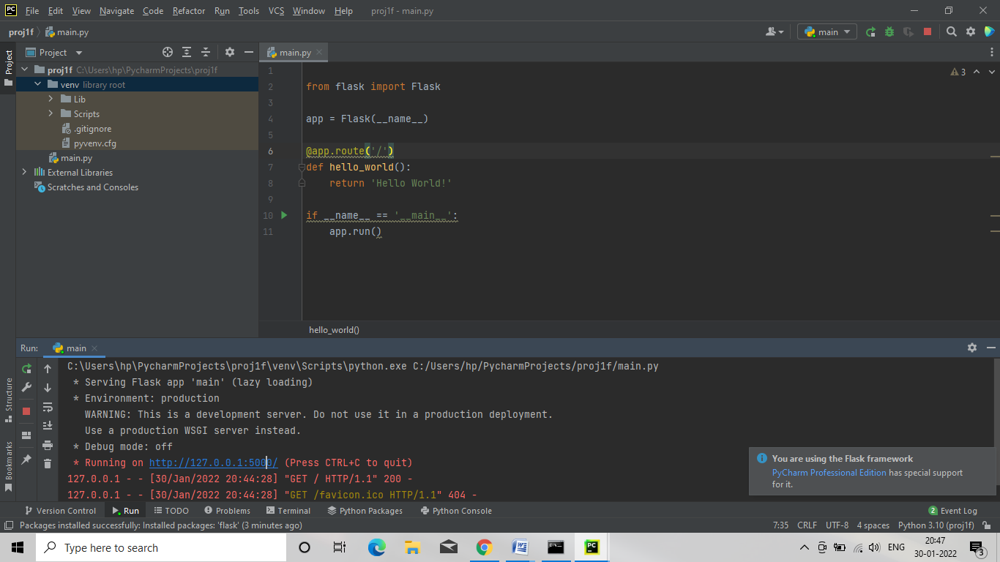 PC File Edit View Navigate Code Refactor Run Tools VCS Window Help proj1f - main.py
proj1f main.py main
Project main.py
Project
proj1f C:\Users\hp\PycharmProjects\proj1f
venv library root
Lib
Scripts
.gitignore
pyvenv.cfg
main.py
External Libraries
Scratches and Consoles
3
1
2 from flask import Flask
3
4 app = Flask(__name__)
5
6 @app.route('/')
7 def hello_world():
8 return 'Hello World!'
9
10 if __name__ == '__main__':
11 app.run()
hello_world()
Run: main
C:\Users\hp\PycharmProjects\proj1f\venv\Scripts\python.exe C:/Users/hp/PycharmProjects/proj1f/main.py
* Serving Flask app 'main' (lazy loading)
* Environment: production
WARNING: This is a development server. Do not use it in a production deployment.
Use a production WSGI server instead.
* Debug mode: off
* Running on http://127.0.0.1:5000/ (Press CTRL+C to quit)
127.0.0.1 - - [30/Jan/2022 20:44:28] "GET / HTTP/1.1" 200 -
127.0.0.1 - - [30/Jan/2022 20:44:28] "GET /favicon.ico HTTP/1.1" 404 -
Structure
Bookmarks
You are using the Flask framework
PyCharm Professional Edition has special support
for it.
Version Control Run TODO Problems Terminal Python Packages Python Console 2 Event Log
Packages installed successfully: Installed packages: 'flask' (3 minutes ago) 7:35 CRLF UTF-8 4 spaces Python 3.10 (proj1f)
Type here to search
PC
ENG
20:47
30-01-2022
3